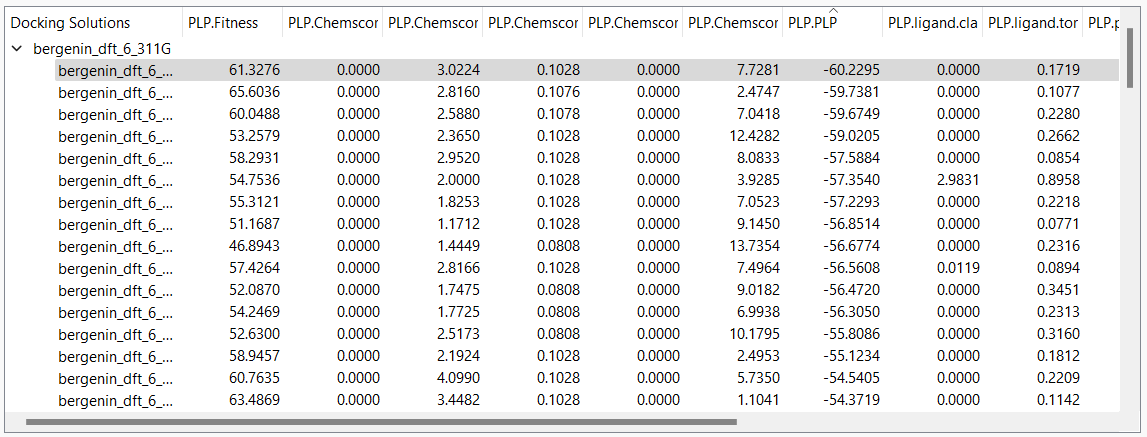 Docking Solutions PLP.Fitness PLP.Chemscor PLP.Chemscor PLP.Chemscor PLP.Chemscor PLP.Chemscor PLP.PLP PLP.ligand.cla PLP.ligand.tor PLP.p
bergenin_dft_6_311G
bergenin_dft_6_... 61.3276 0.0000 3.0224 0.1028 0.0000 7.7281 -60.2295 0.0000 0.1719
bergenin_dft_6_... 65.6036 0.0000 2.8160 0.1076 0.0000 2.4747 -59.7381 0.0000 0.1077
bergenin_dft_6_... 60.0488 0.0000 2.5880 0.1078 0.0000 7.0418 -59.6749 0.0000 0.2280
bergenin_dft_6_... 53.2579 0.0000 2.3650 0.1028 0.0000 12.4282 -59.0205 0.0000 0.2662
bergenin_dft_6_... 58.2931 0.0000 2.9520 0.1028 0.0000 8.0833 -57.5884 0.0000 0.0854
bergenin_dft_6_... 54.7536 0.0000 2.0000 0.1028 0.0000 3.9285 -57.3540 2.9831 0.8958
bergenin_dft_6_... 55.3121 0.0000 1.8253 0.1028 0.0000 7.0523 -57.2293 0.0000 0.2218
bergenin_dft_6_... 51.1687 0.0000 1.1712 0.1028 0.0000 9.1450 -56.8514 0.0000 0.0771
bergenin_dft_6_... 46.8943 0.0000 1.4449 0.0808 0.0000 13.7354 -56.6774 0.0000 0.2316
bergenin_dft_6_... 57.4264 0.0000 2.8166 0.1028 0.0000 7.4964 -56.5608 0.0119 0.0894
bergenin_dft_6_... 52.0870 0.0000 1.7475 0.0808 0.0000 9.0182 -56.4720 0.0000 0.3451
bergenin_dft_6_... 54.2469 0.0000 1.7725 0.0808 0.0000 6.9938 -56.3050 0.0000 0.2313
bergenin_dft_6_... 52.6300 0.0000 2.5173 0.0808 0.0000 10.1795 -55.8086 0.0000 0.3160
bergenin_dft_6_... 58.9457 0.0000 2.1924 0.1028 0.0000 2.4953 -55.1234 0.0000 0.1812
bergenin_dft_6_... 60.7635 0.0000 4.0990 0.1028 0.0000 5.7350 -54.5405 0.0000 0.2209
bergenin_dft_6_... 63.4869 0.0000 3.4482 0.1028 0.0000 1.1041 -54.3719 0.0000 0.1142